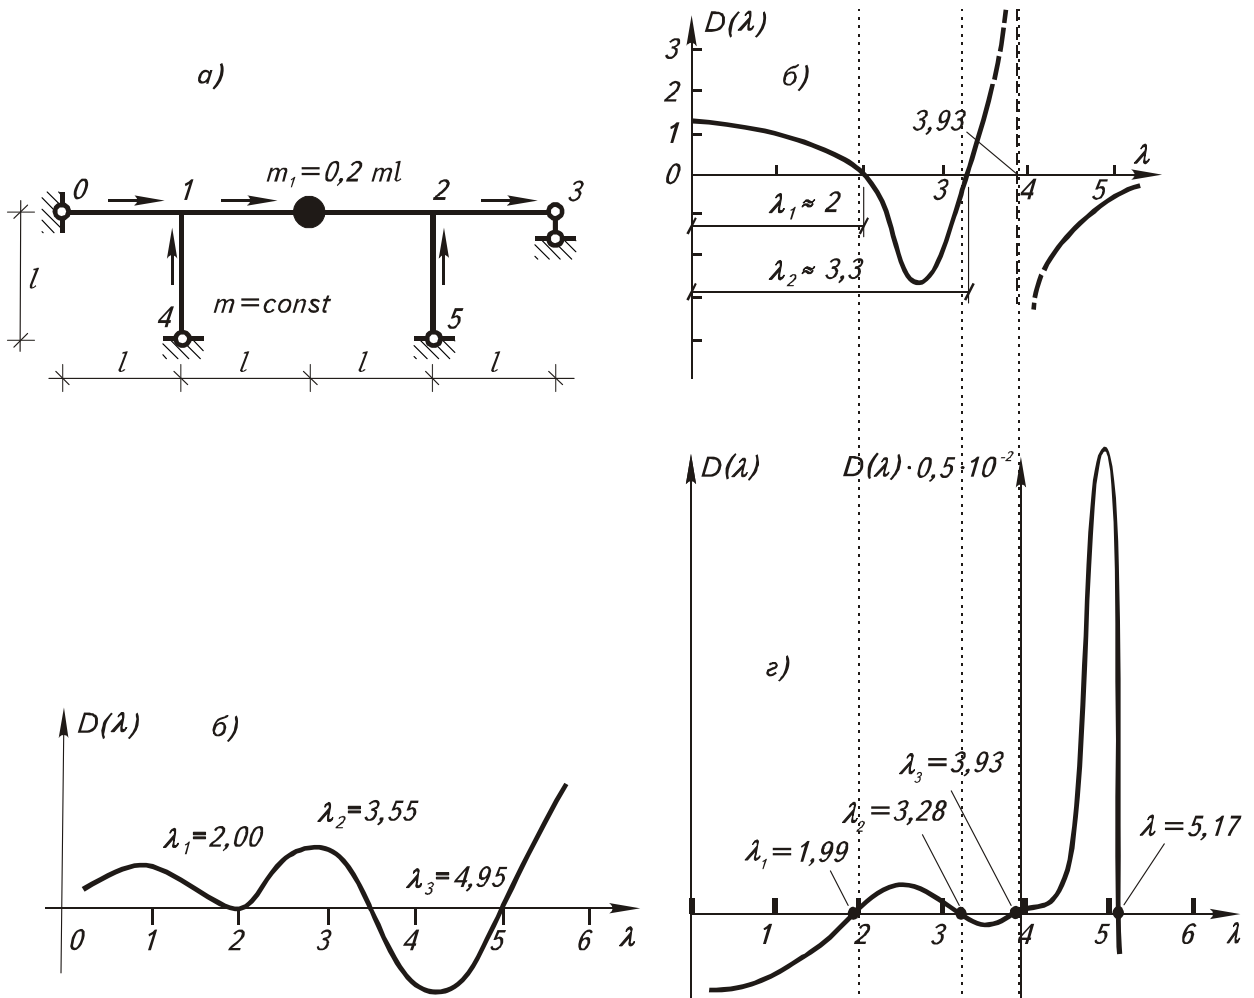 а)
0
1
m₁=0,2 ml
2
3
l
4
m=const
5
l
l
l
l
D(λ)
б)
3
2
1
0
3,93
λ
3
4
5
λ₁≈2
λ₂≈3,3
D(λ)
б)
λ₁=2,00
λ₂=3,55
λ₃=4,95
0
1
2
3
4
5
6
λ
D(λ)
D(λ)·0,5·10⁻²
г)
λ₃=3,93
λ₂=3,28
λ₁=1,99
λ=5,17
1
2
3
4
5
6
λ